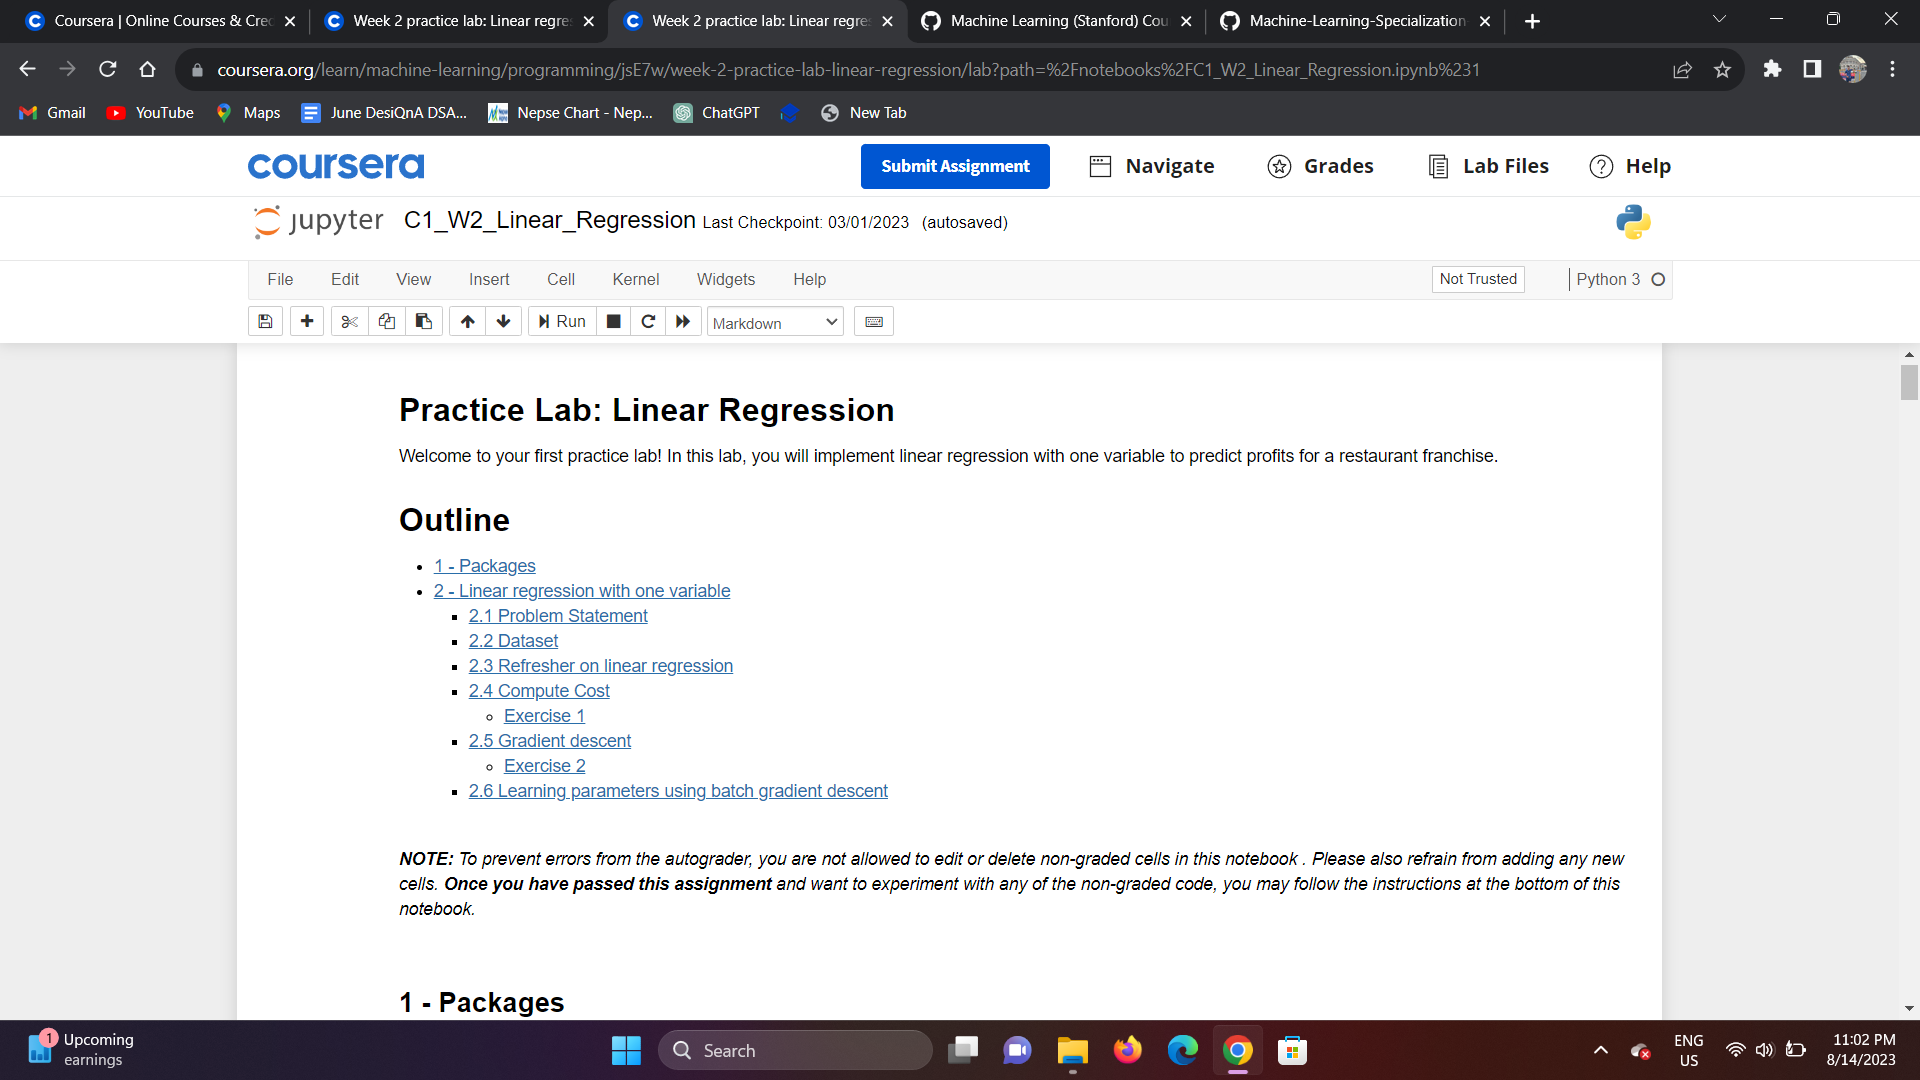 Coursera | Online Courses & Cre
Week 2 practice lab: Linear regre
Week 2 practice lab: Linear regre
Machine Learning (Stanford) Cou
Machine-Learning-Specialization
coursera.org/learn/machine-learning/programming/jsE7w/week-2-practice-lab-linear-regression/lab?path=%2Fnotebooks%2FC1_W2_Linear_Regression.ipynb%231
Gmail
YouTube
Maps
June DesiQnA DSA...
Nepse Chart - Nep...
ChatGPT
New Tab
coursera
Submit Assignment
Navigate
Grades
Lab Files
Help
jupyter
C1_W2_Linear_Regression Last Checkpoint: 03/01/2023 (autosaved)
File
Edit
View
Insert
Cell
Kernel
Widgets
Help
Not Trusted
Python 3
Run
Markdown
Practice Lab: Linear Regression
Welcome to your first practice lab! In this lab, you will implement linear regression with one variable to predict profits for a restaurant franchise.
Outline
1 - Packages
2 - Linear regression with one variable
2.1 Problem Statement
2.2 Dataset
2.3 Refresher on linear regression
2.4 Compute Cost
Exercise 1
2.5 Gradient descent
Exercise 2
2.6 Learning parameters using batch gradient descent
NOTE: To prevent errors from the autograder, you are not allowed to edit or delete non-graded cells in this notebook . Please also refrain from adding any new
cells. Once you have passed this assignment and want to experiment with any of the non-graded code, you may follow the instructions at the bottom of this
notebook.
1 - Packages
1
Upcoming
earnings
Search
ENG
US
11:02 PM
8/14/2023